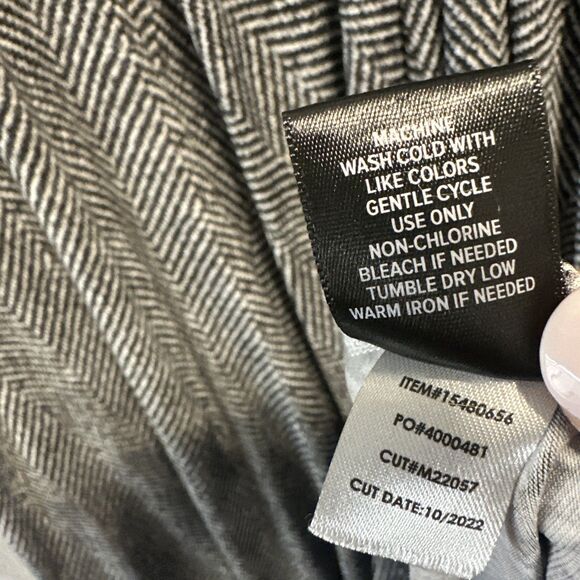 MACHINE
WASH COLD WITH
LIKE COLORS
GENTLE CYCLE
USE ONLY
NON-CHLORINE
BLEACH IF NEEDED
TUMBLE DRY LOW
WARM IRON IF NEEDED
ITEM#15480656
PO#4000481
CUT#M22057
CUT DATE:10/2022